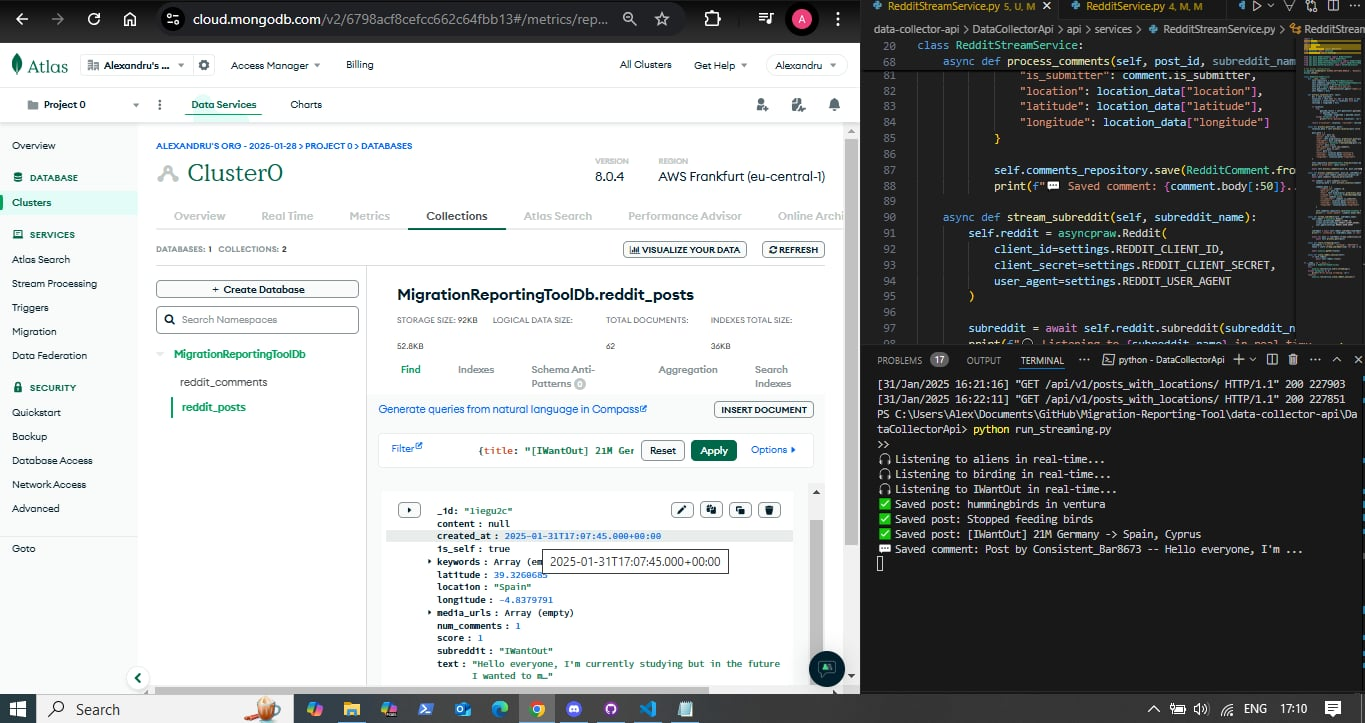 cloud.mongodb.com/v2/6798acf8cefcc662c64fbb13#/metrics/rep...
A
Atlas
Alexandru's ...
Access Manager
Billing
All Clusters
Get Help
Alexandru
Project 0
Data Services
Charts
Overview
DATABASE
Clusters
SERVICES
Atlas Search
Stream Processing
Triggers
Migration
Data Federation
SECURITY
Quickstart
Backup
Database Access
Network Access
Advanced
Goto
ALEXANDRU'S ORG - 2025-01-28 > PROJECT 0 > DATABASES
Cluster0
VERSION
8.0.4
REGION
AWS Frankfurt (eu-central-1)
Overview
Real Time
Metrics
Collections
Atlas Search
Performance Advisor
Online Archi
DATABASES: 1 COLLECTIONS: 2
VISUALIZE YOUR DATA
REFRESH
+ Create Database
Search Namespaces
MigrationReportingToolDb
reddit_comments
reddit_posts
MigrationReportingToolDb.reddit_posts
STORAGE SIZE: 92KB
LOGICAL DATA SIZE:
52.8KB
TOTAL DOCUMENTS:
62
INDEXES TOTAL SIZE:
36KB
Find
Indexes
Schema Anti-
Patterns 0
Aggregation
Search
Indexes
Generate queries from natural language in Compass
INSERT DOCUMENT
Filter
{title: "[IWantOut] 21M Ger
Reset
Apply
Options
_id: "1iegu2c"
content : null
created_at : 2025-01-31T17:07:45.000+00:00
is_self : true
keywords : Array (em
2025-01-31T17:07:45.000+00:00
latitude : 39.3260685
location : "Spain"
longitude : -4.8379791
media_urls : Array (empty)
num_comments : 1
score : 1
subreddit : "IWantOut"
text : "Hello everyone, I'm currently studying but in the future
I wanted to m…"
RedditStreamService.py 5, U, M
RedditService.py 4, M, M
data-collector-api > DataCollectorApi > api > services > RedditStreamService.py > RedditStream
20 class RedditStreamService:
68 async def process_comments(self, post_id, subreddit_name
81 "is_submitter": comment.is_submitter,
82 "location": location_data["location"],
83 "latitude": location_data["latitude"],
84 "longitude": location_data["longitude"]
85 }
86
87 self.comments_repository.save(RedditComment.fro
88 print(f"💬 Saved comment: {comment.body[:50]}..
89
90 async def stream_subreddit(self, subreddit_name):
91 self.reddit = asyncpraw.Reddit(
92 client_id=settings.REDDIT_CLIENT_ID,
93 client_secret=settings.REDDIT_CLIENT_SECRET,
94 user_agent=settings.REDDIT_USER_AGENT
95 )
96
97 subreddit = await self.reddit.subreddit(subreddit_n
98 print(f"🎧 Listening to {subreddit_name} in real-time
PROBLEMS 17
OUTPUT
TERMINAL
python - DataCollectorApi
[31/Jan/2025 16:21:16] "GET /api/v1/posts_with_locations/ HTTP/1.1" 200 227903
[31/Jan/2025 16:22:11] "GET /api/v1/posts_with_locations/ HTTP/1.1" 200 227851
PS C:\Users\Alex\Documents\GitHub\Migration-Reporting-Tool\data-collector-api\Da
taCollectorApi> python run_streaming.py
>>
🎧 Listening to aliens in real-time...
🎧 Listening to birding in real-time...
🎧 Listening to IWantOut in real-time...
✅ Saved post: hummingbirds in ventura
✅ Saved post: Stopped feeding birds
✅ Saved post: [IWantOut] 21M Germany -> Spain, Cyprus
💬 Saved comment: Post by Consistent_Bar8673 -- Hello everyone, I'm ...
Search
ENG
17:10